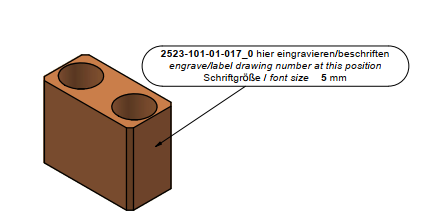 2523-101-01-017_0 hier eingravieren/beschriften
engrave/label drawing number at this position
Schriftgröße / font size 5 mm